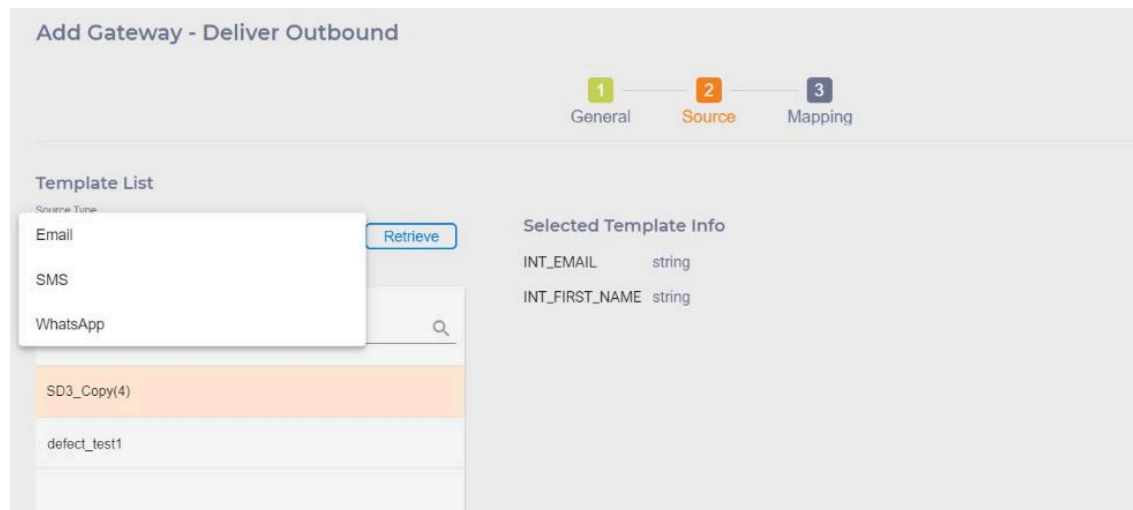 Add Gateway - Deliver Outbound
1 2 3
General Source Mapping
Template List
Source Type
Email
Retrieve
SMS
WhatsApp
SD3_Copy(4)
defect_test1
Selected Template Info
INT_EMAIL string
INT_FIRST_NAME string